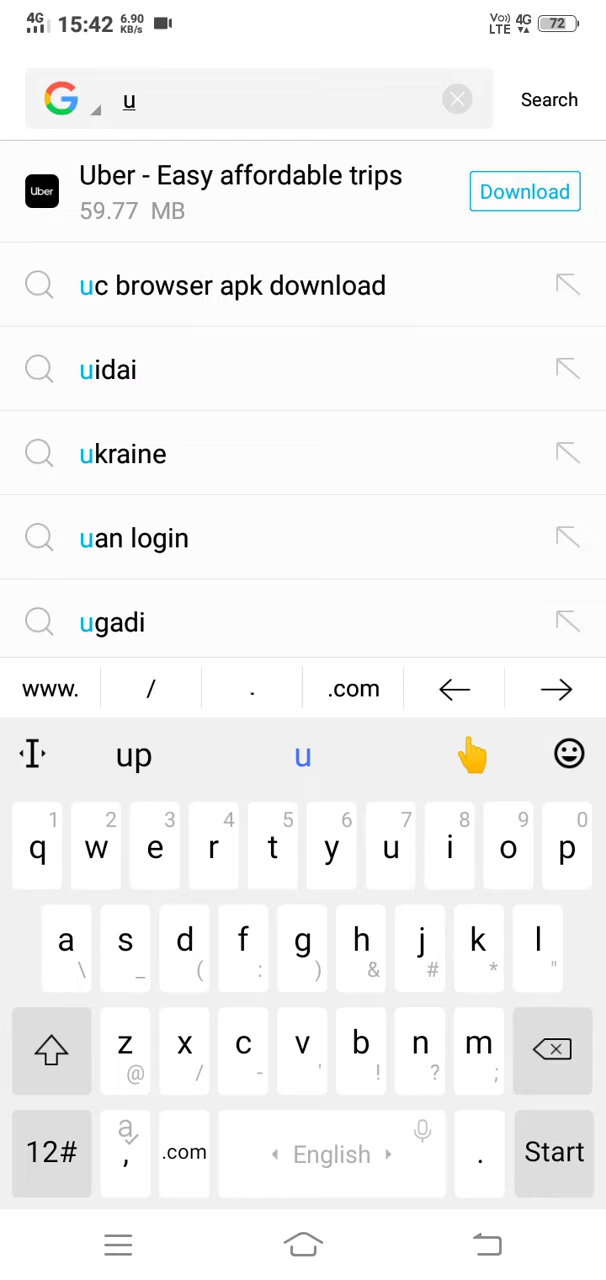 4G 15:42 6.90 KB/s VoLTE 4G 72
u Search
Uber Uber - Easy affordable trips
59.77 MB Download
uc browser apk download
uidai
ukraine
uan login
ugadi
www. / . .com ← →
up u
1 2 3 4 5 6 7 8 9 0
q w e r t y u i o p
a s d f g h j k l
\ _ ( : ) & # * "
z x c v b n m
@ / - ' ! ? ;
12# a , .com English . Start